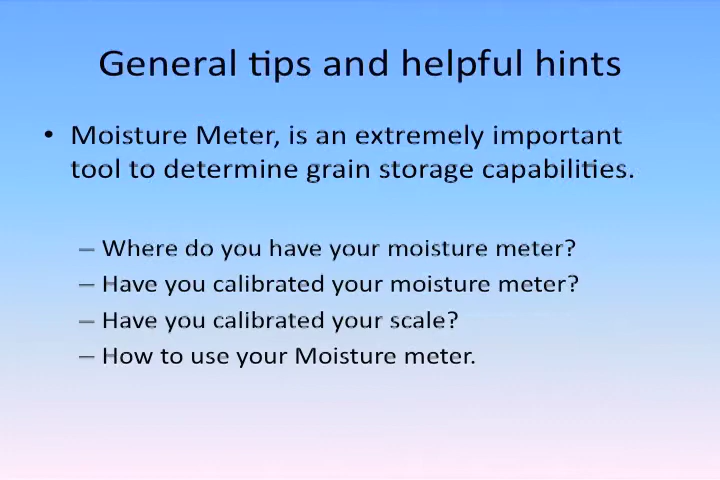 General tips and helpful hints
• Moisture Meter, is an extremely important
tool to determine grain storage capabilities.
– Where do you have your moisture meter?
– Have you calibrated your moisture meter?
– Have you calibrated your scale?
– How to use your Moisture meter.